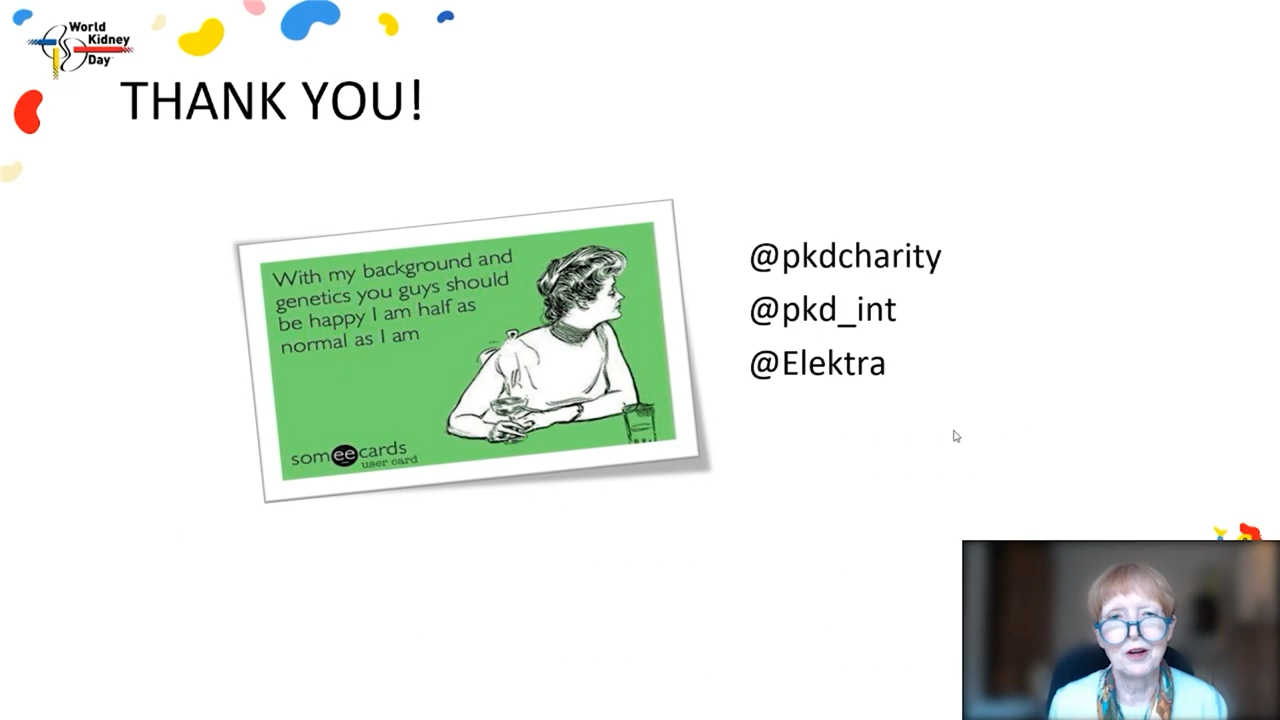 World
Kidney
Day
THANK YOU!
With my background and
genetics you guys should
be happy I am half as
normal as I am
someecards
user card
@pkdcharity
@pkd_int
@Elektra